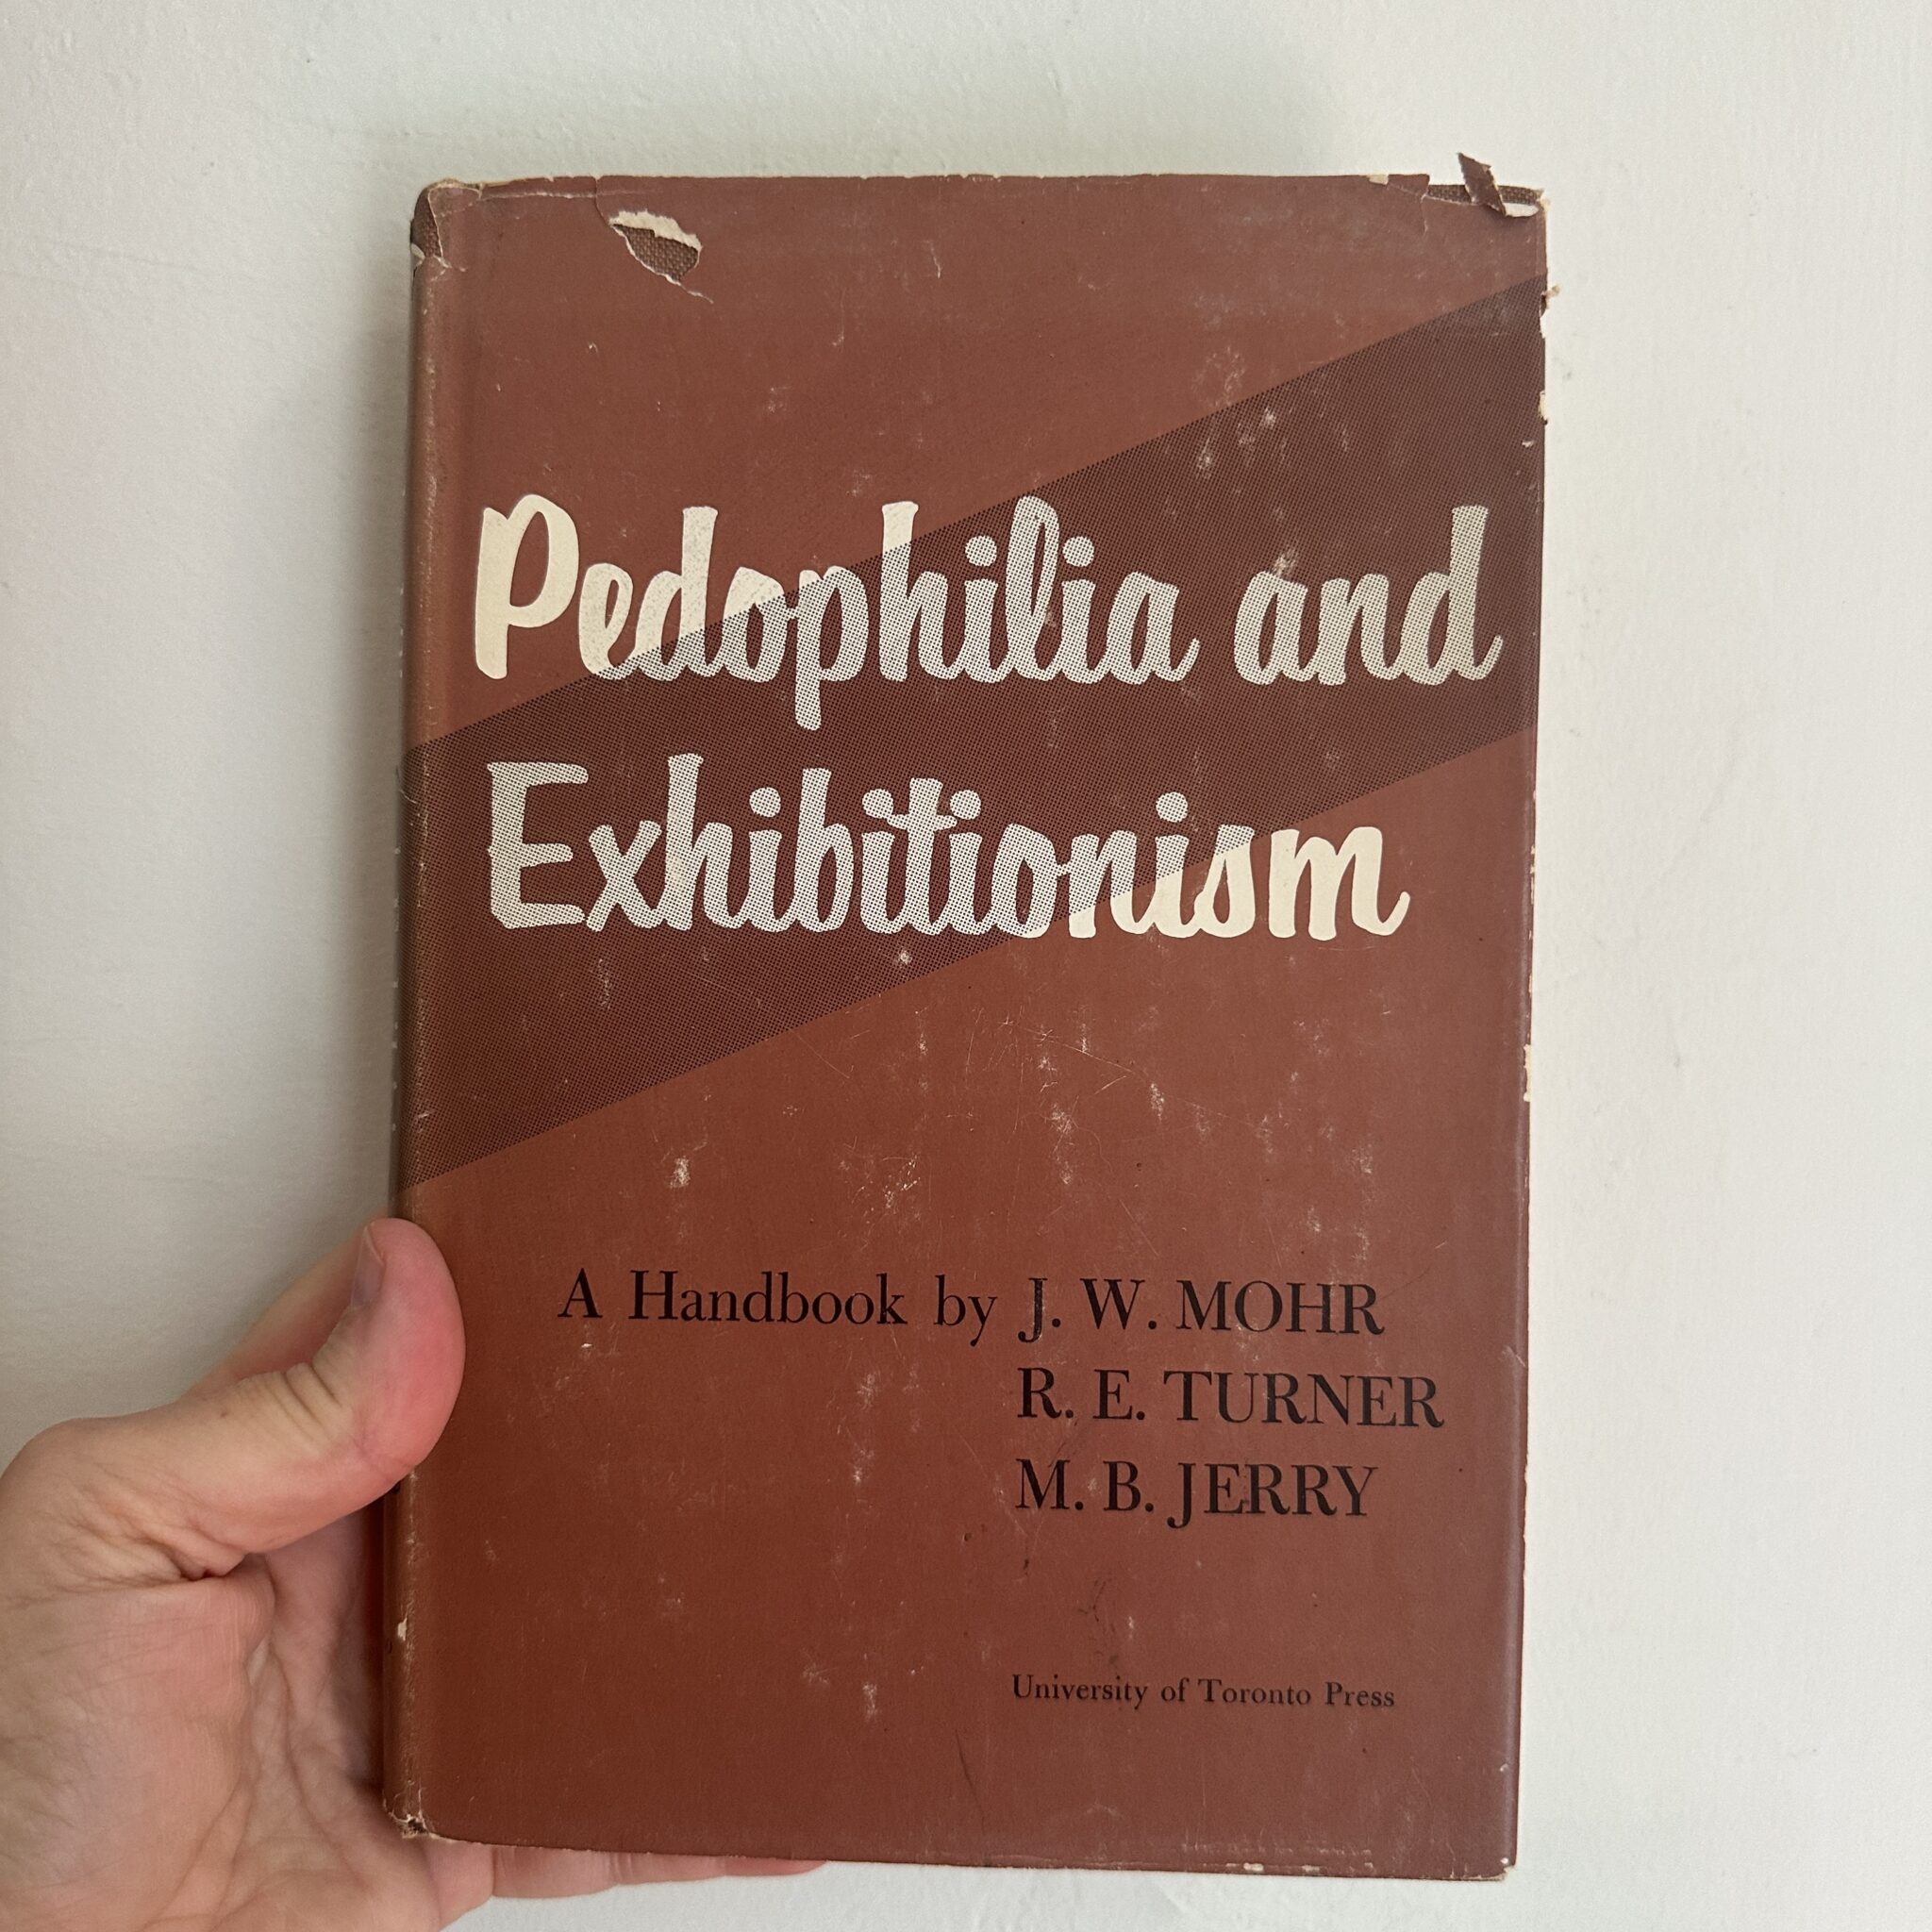 Pedophilia and
Exhibitionism
A Handbook by J. W. MOHR
R. E. TURNER
M. B. JERRY
University of Toronto Press